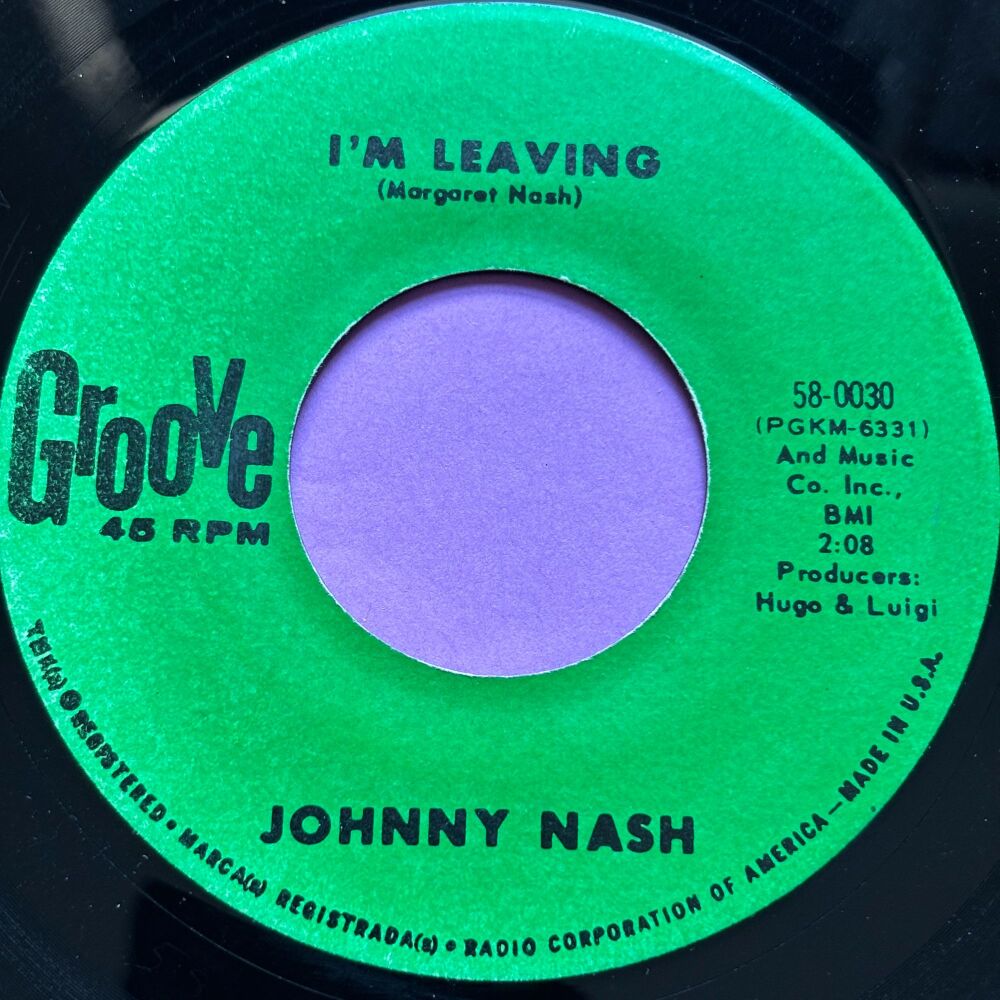 I'M LEAVING
(Margaret Nash)
Groove
45 RPM
58-0030
(PGKM-6331)
And Music
Co. Inc.,
BMI
2:08
Producers:
Hugo & Luigi
JOHNNY NASH
TMK(s) ® REGISTERED • MARCA(s) REGISTRADA(s) • RADIO CORPORATION OF AMERICA—MADE IN U.S.A.